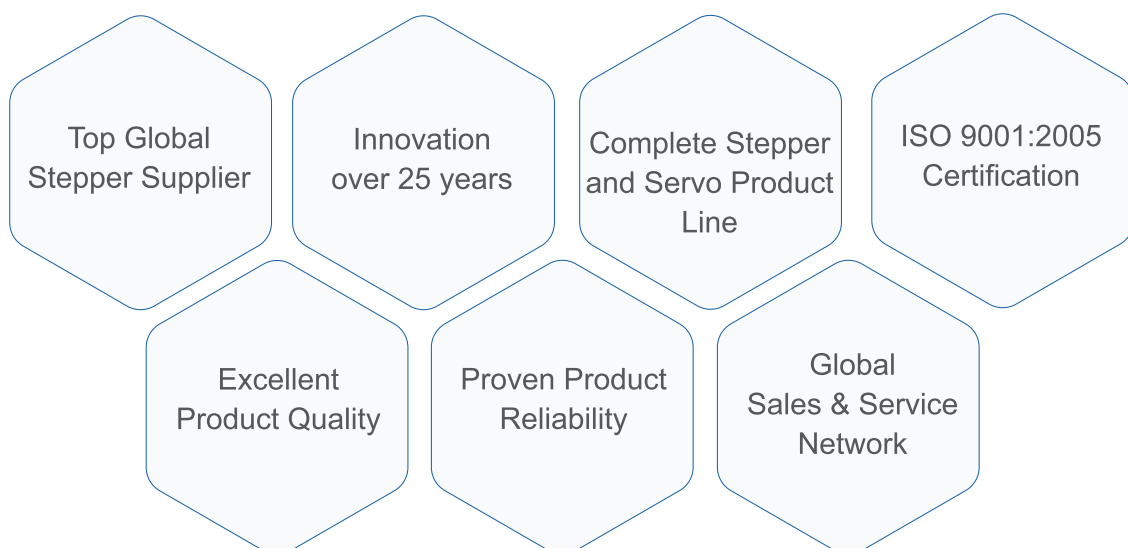 Top Global
Stepper Supplier
Innovation
over 25 years
Complete Stepper
and Servo Product
Line
ISO 9001:2005
Certification
Excellent
Product Quality
Proven Product
Reliability
Global
Sales & Service
Network